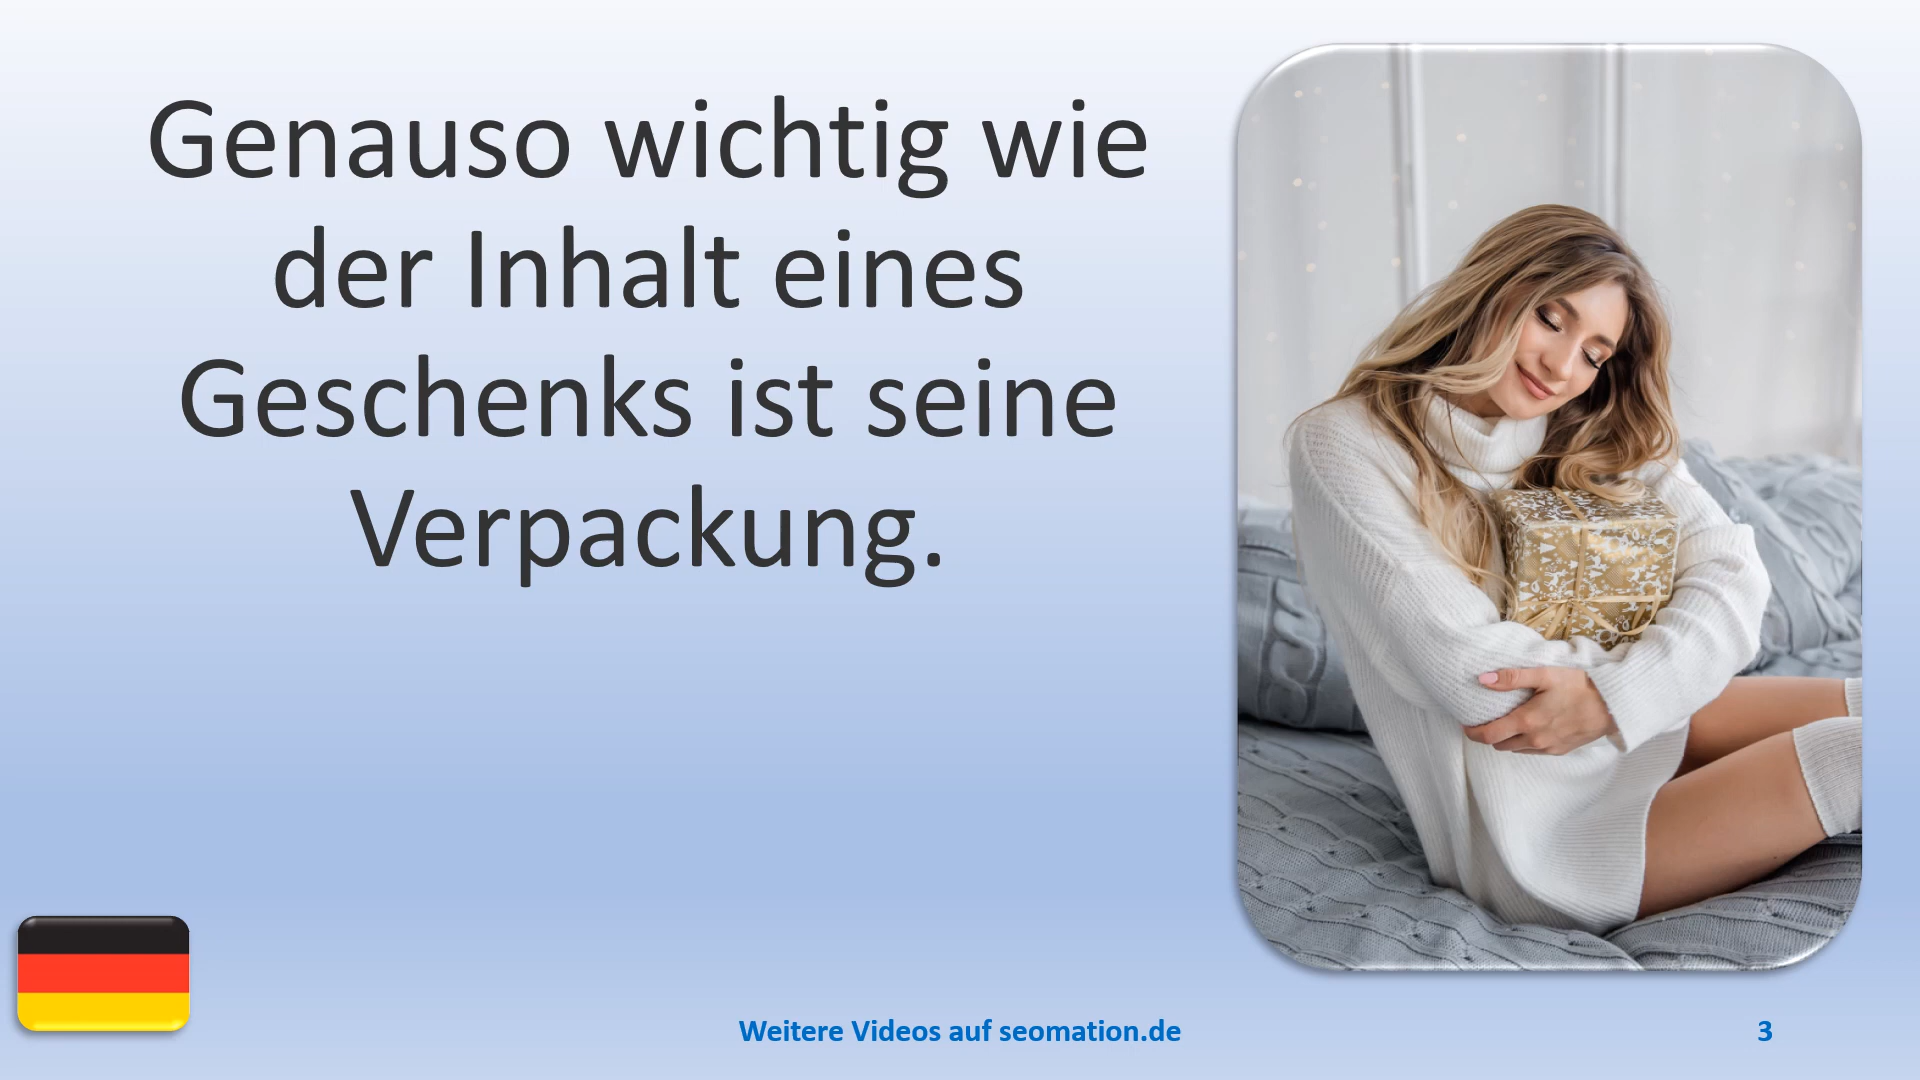 Genauso wichtig wie
der Inhalt eines
Geschenks ist seine
Verpackung.
Weitere Videos auf seomation.de
3